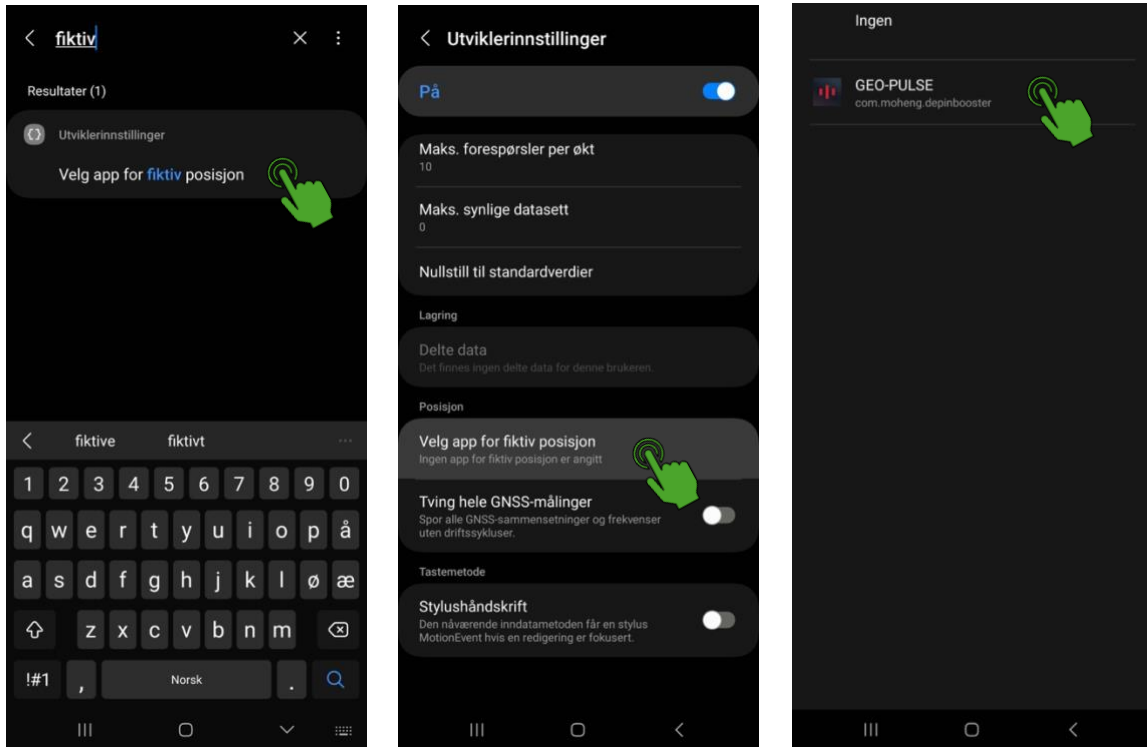 fiktiv
Resultater (1)
Utviklerinnstillinger
Velg app for fiktiv posisjon
fiktive fiktivt
1 2 3 4 5 6 7 8 9 0
q w e r t y u i o p å
a s d f g h j k l ø æ
z x c v b n m
!#1 , Norsk .
Utviklerinnstillinger
På
Maks. forespørsler per økt
10
Maks. synlige datasett
0
Nullstill til standardverdier
Lagring
Delte data
Det finnes ingen delte data for denne brukeren.
Posisjon
Velg app for fiktiv posisjon
Ingen app for fiktiv posisjon er angitt
Tving hele GNSS-målinger
Spor alle GNSS-sammensetninger og frekvenser
uten driftssykluser.
Tastemetode
Stylushåndskrift
Den nåværende inndatametoden får en stylus
MotionEvent hvis en redigering er fokusert.
Ingen
GEO-PULSE
com.moheng.depinbooster